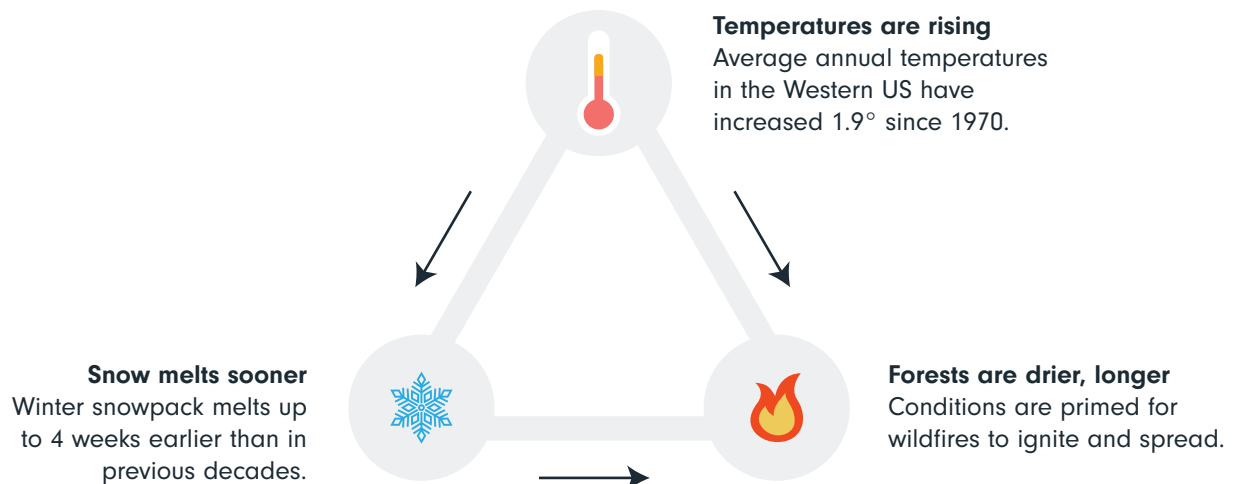 Temperatures are rising
Average annual temperatures
in the Western US have
increased 1.9° since 1970.
Snow melts sooner
Winter snowpack melts up
to 4 weeks earlier than in
previous decades.
Forests are drier, longer
Conditions are primed for
wildfires to ignite and spread.